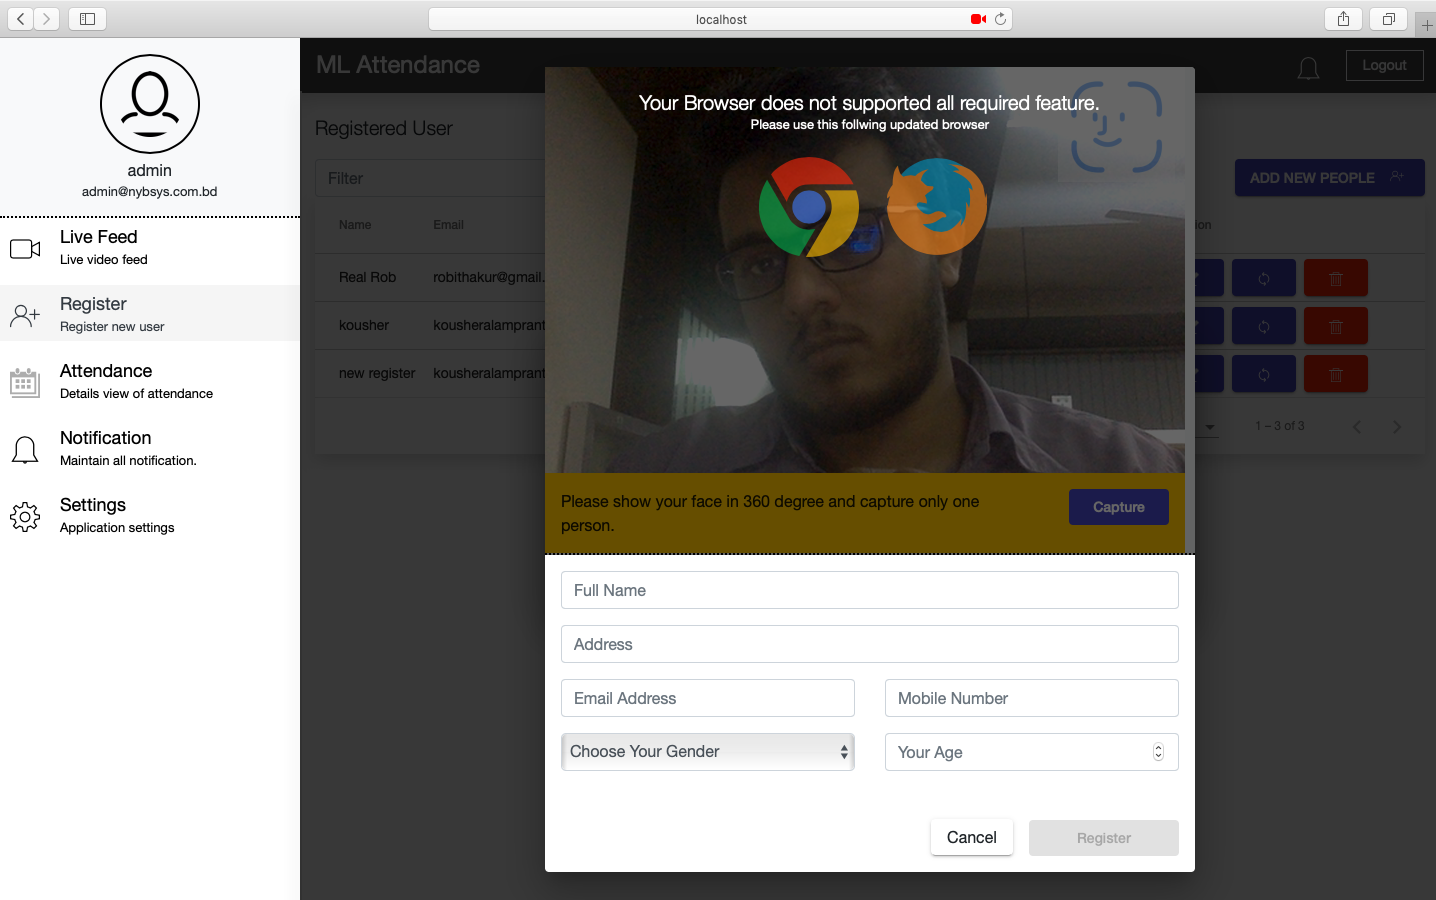 localhost
admin
admin@nybsys.com.bd
Live Feed
Live video feed
Register
Register new user
Attendance
Details view of attendance
Notification
Maintain all notification.
Settings
Application settings
ML Attendance
Logout
Registered User
Filter
ADD NEW PEOPLE
Name Email
Real Rob robithakur@gmail.
kousher kousheralamprant
new register kousheralamprant
1 – 3 of 3
Your Browser does not supported all required feature.
Please use this follwing updated browser
Please show your face in 360 degree and capture only one
person.
Capture
Full Name
Address
Email Address Mobile Number
Choose Your Gender Your Age
Cancel Register